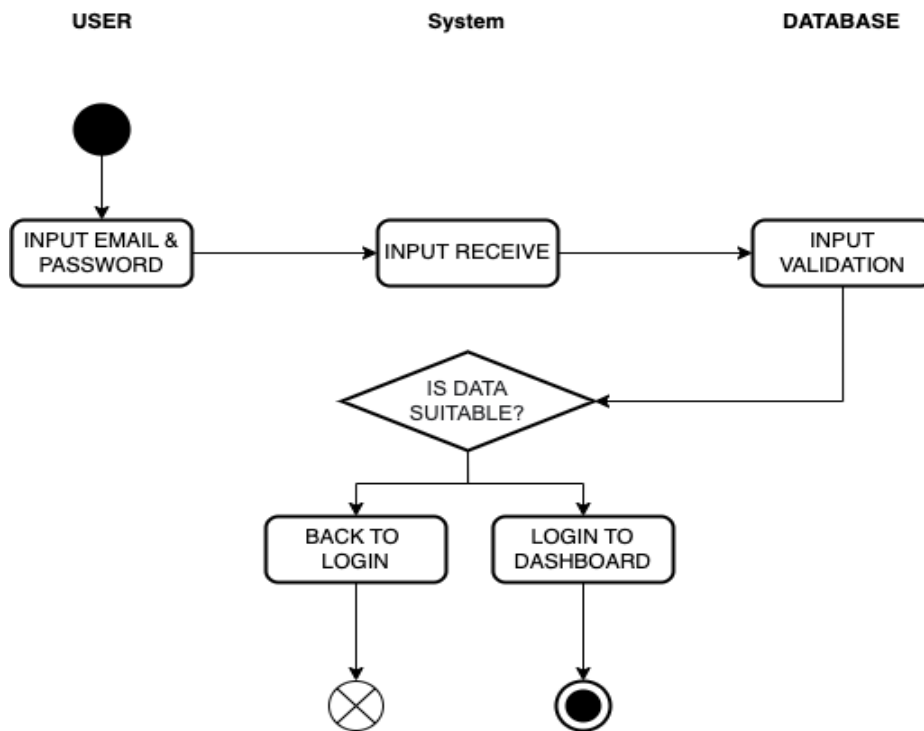 USER
System
DATABASE
INPUT EMAIL &
PASSWORD
INPUT RECEIVE
INPUT
VALIDATION
IS DATA
SUITABLE?
BACK TO
LOGIN
LOGIN TO
DASHBOARD